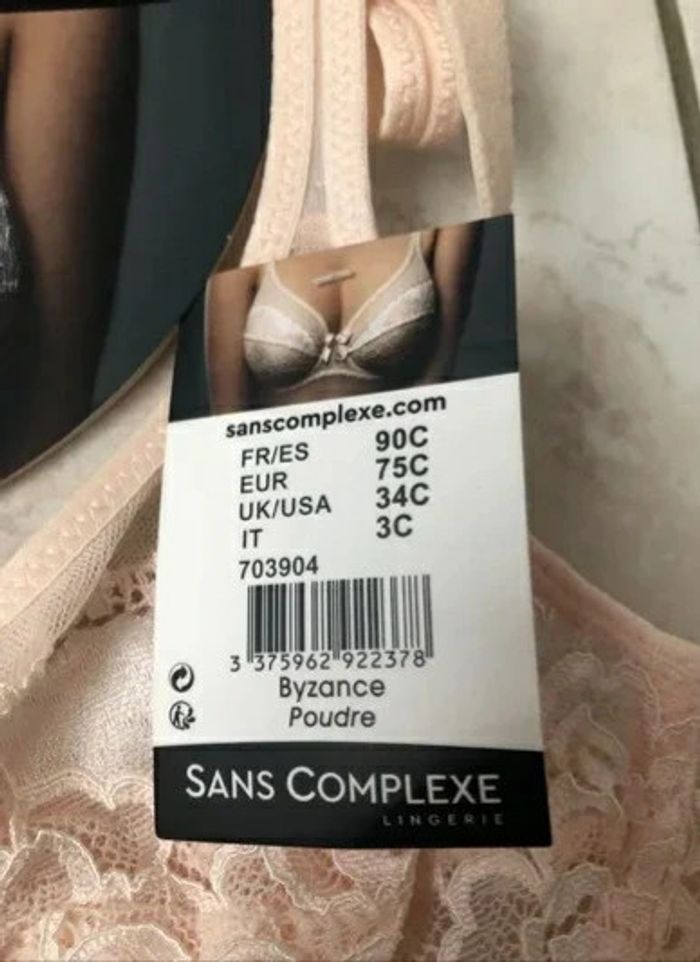 sanscomplexe.com
FR/ES 90C
EUR 75C
UK/USA 34C
IT 3C
703904
3 375962 922378
Byzance
Poudre
SANS COMPLEXE
LINGERIE